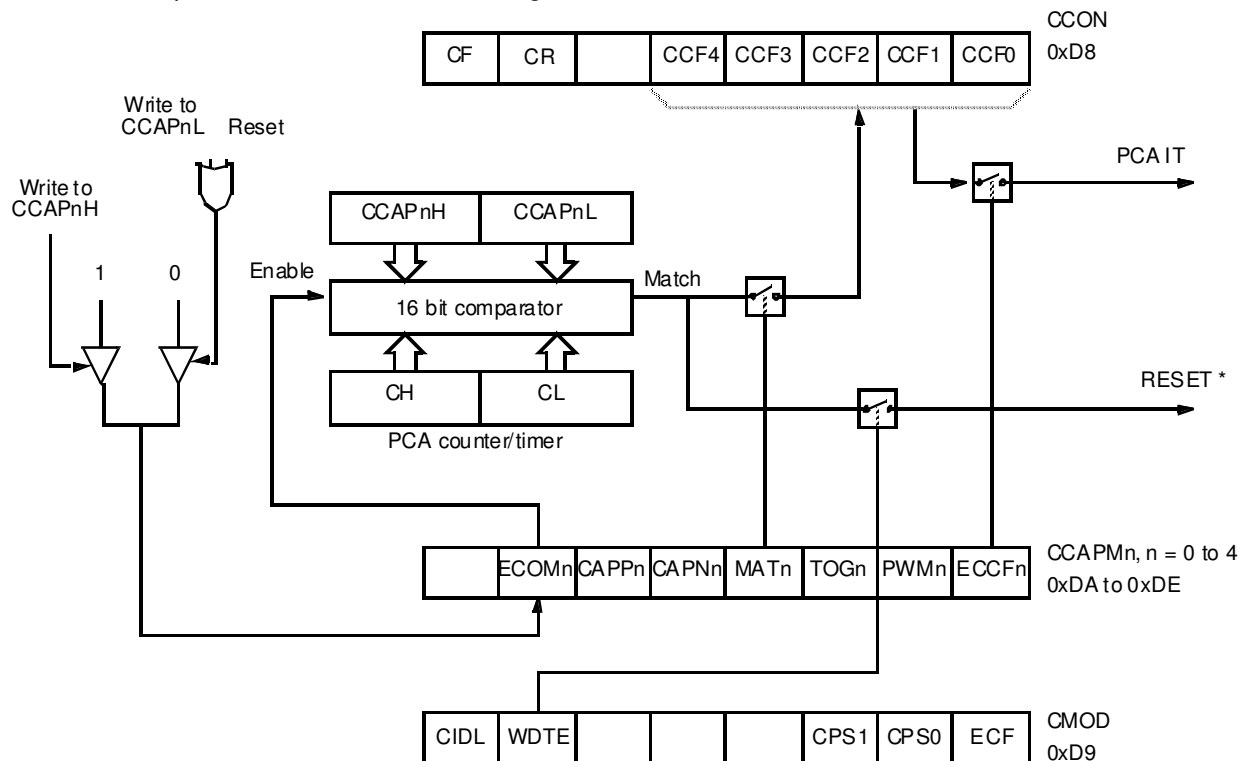 CCON
0xD8
CF CR CCF4 CCF3 CCF2 CCF1 CCF0
Write to
CCAPnL Reset
PCA IT
Write to
CCAPnH
CCAPnH CCAPnL
1 0 Enable
Match
16 bit comparator
RESET *
CH CL
PCA counter/timer
ECOMn CAPPn CAPNn MATn TOGn PWMn ECCFn
CCAPMn, n = 0 to 4
0xDA to 0xDE
CIDL WDTE CPS1 CPS0 ECF
CMOD
0xD9